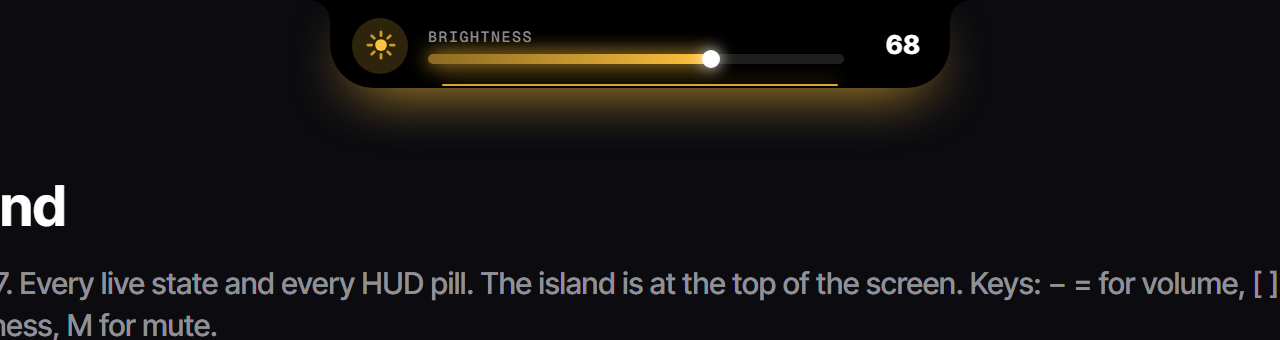 BRIGHTNESS
68
nd
7. Every live state and every HUD pill. The island is at the top of the screen. Keys: − = for volume, [ ]
ness, M for mute.